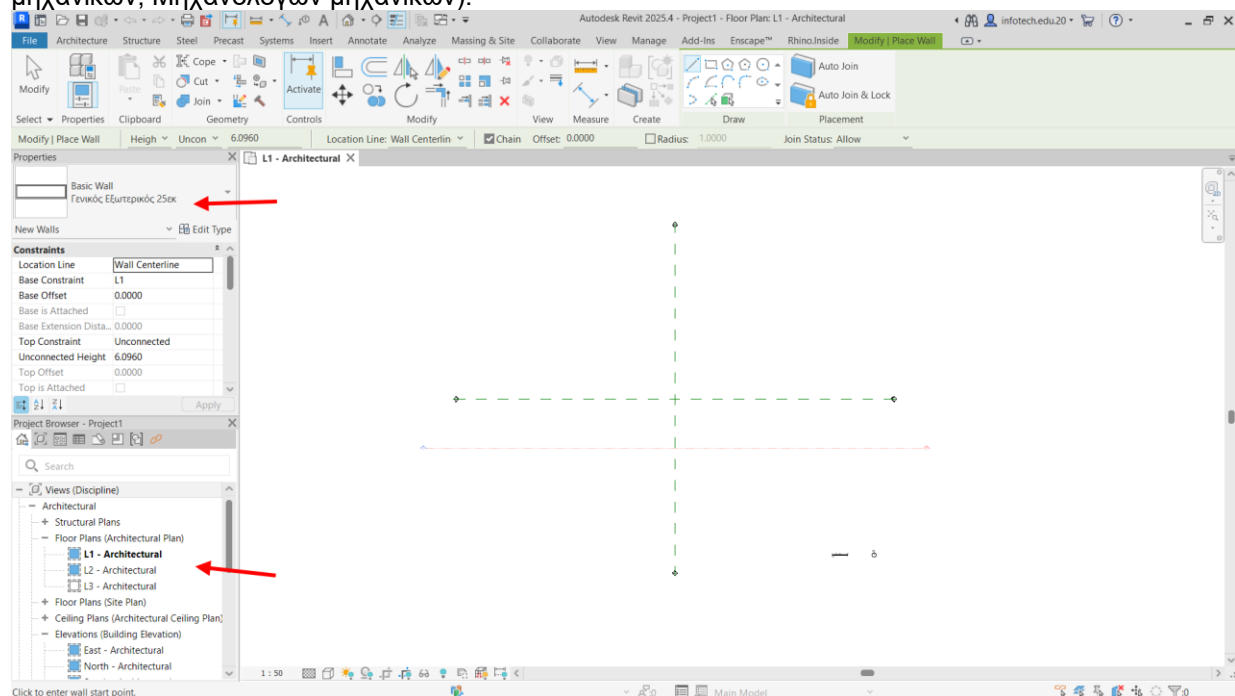 μηχανικών, Μηχανολόγων μηχανικών).
Autodesk Revit 2025.4 - Project1 - Floor Plan: L1 - Architectural
infotech.edu.20
File Architecture Structure Steel Precast Systems Insert Annotate Analyze Massing & Site Collaborate View Manage Add-Ins Enscape™ Rhino.Inside Modify | Place Wall
Modify
Paste
Cope
Cut
Join
Activate
Auto Join
Auto Join & Lock
Select Properties Clipboard Geometry Controls Modify View Measure Create Draw Placement
Modify | Place Wall Heigh Uncon 6.0960 Location Line: Wall Centerlin Chain Offset: 0.0000 Radius: 1.0000 Join Status: Allow
Properties
L1 - Architectural
Basic Wall
Γενικός Εξωτερικός 25εκ
New Walls Edit Type
Constraints
Location Line Wall Centerline
Base Constraint L1
Base Offset 0.0000
Base is Attached
Base Extension Dista... 0.0000
Top Constraint Unconnected
Unconnected Height 6.0960
Top Offset 0.0000
Top is Attached
Apply
Project Browser - Project1
Search
Views (Discipline)
Architectural
Structural Plans
Floor Plans (Architectural Plan)
L1 - Architectural
L2 - Architectural
L3 - Architectural
Floor Plans (Site Plan)
Ceiling Plans (Architectural Ceiling Plan)
Elevations (Building Elevation)
East - Architectural
North - Architectural
1 : 50
Click to enter wall start point.
:0
Main Model
:0